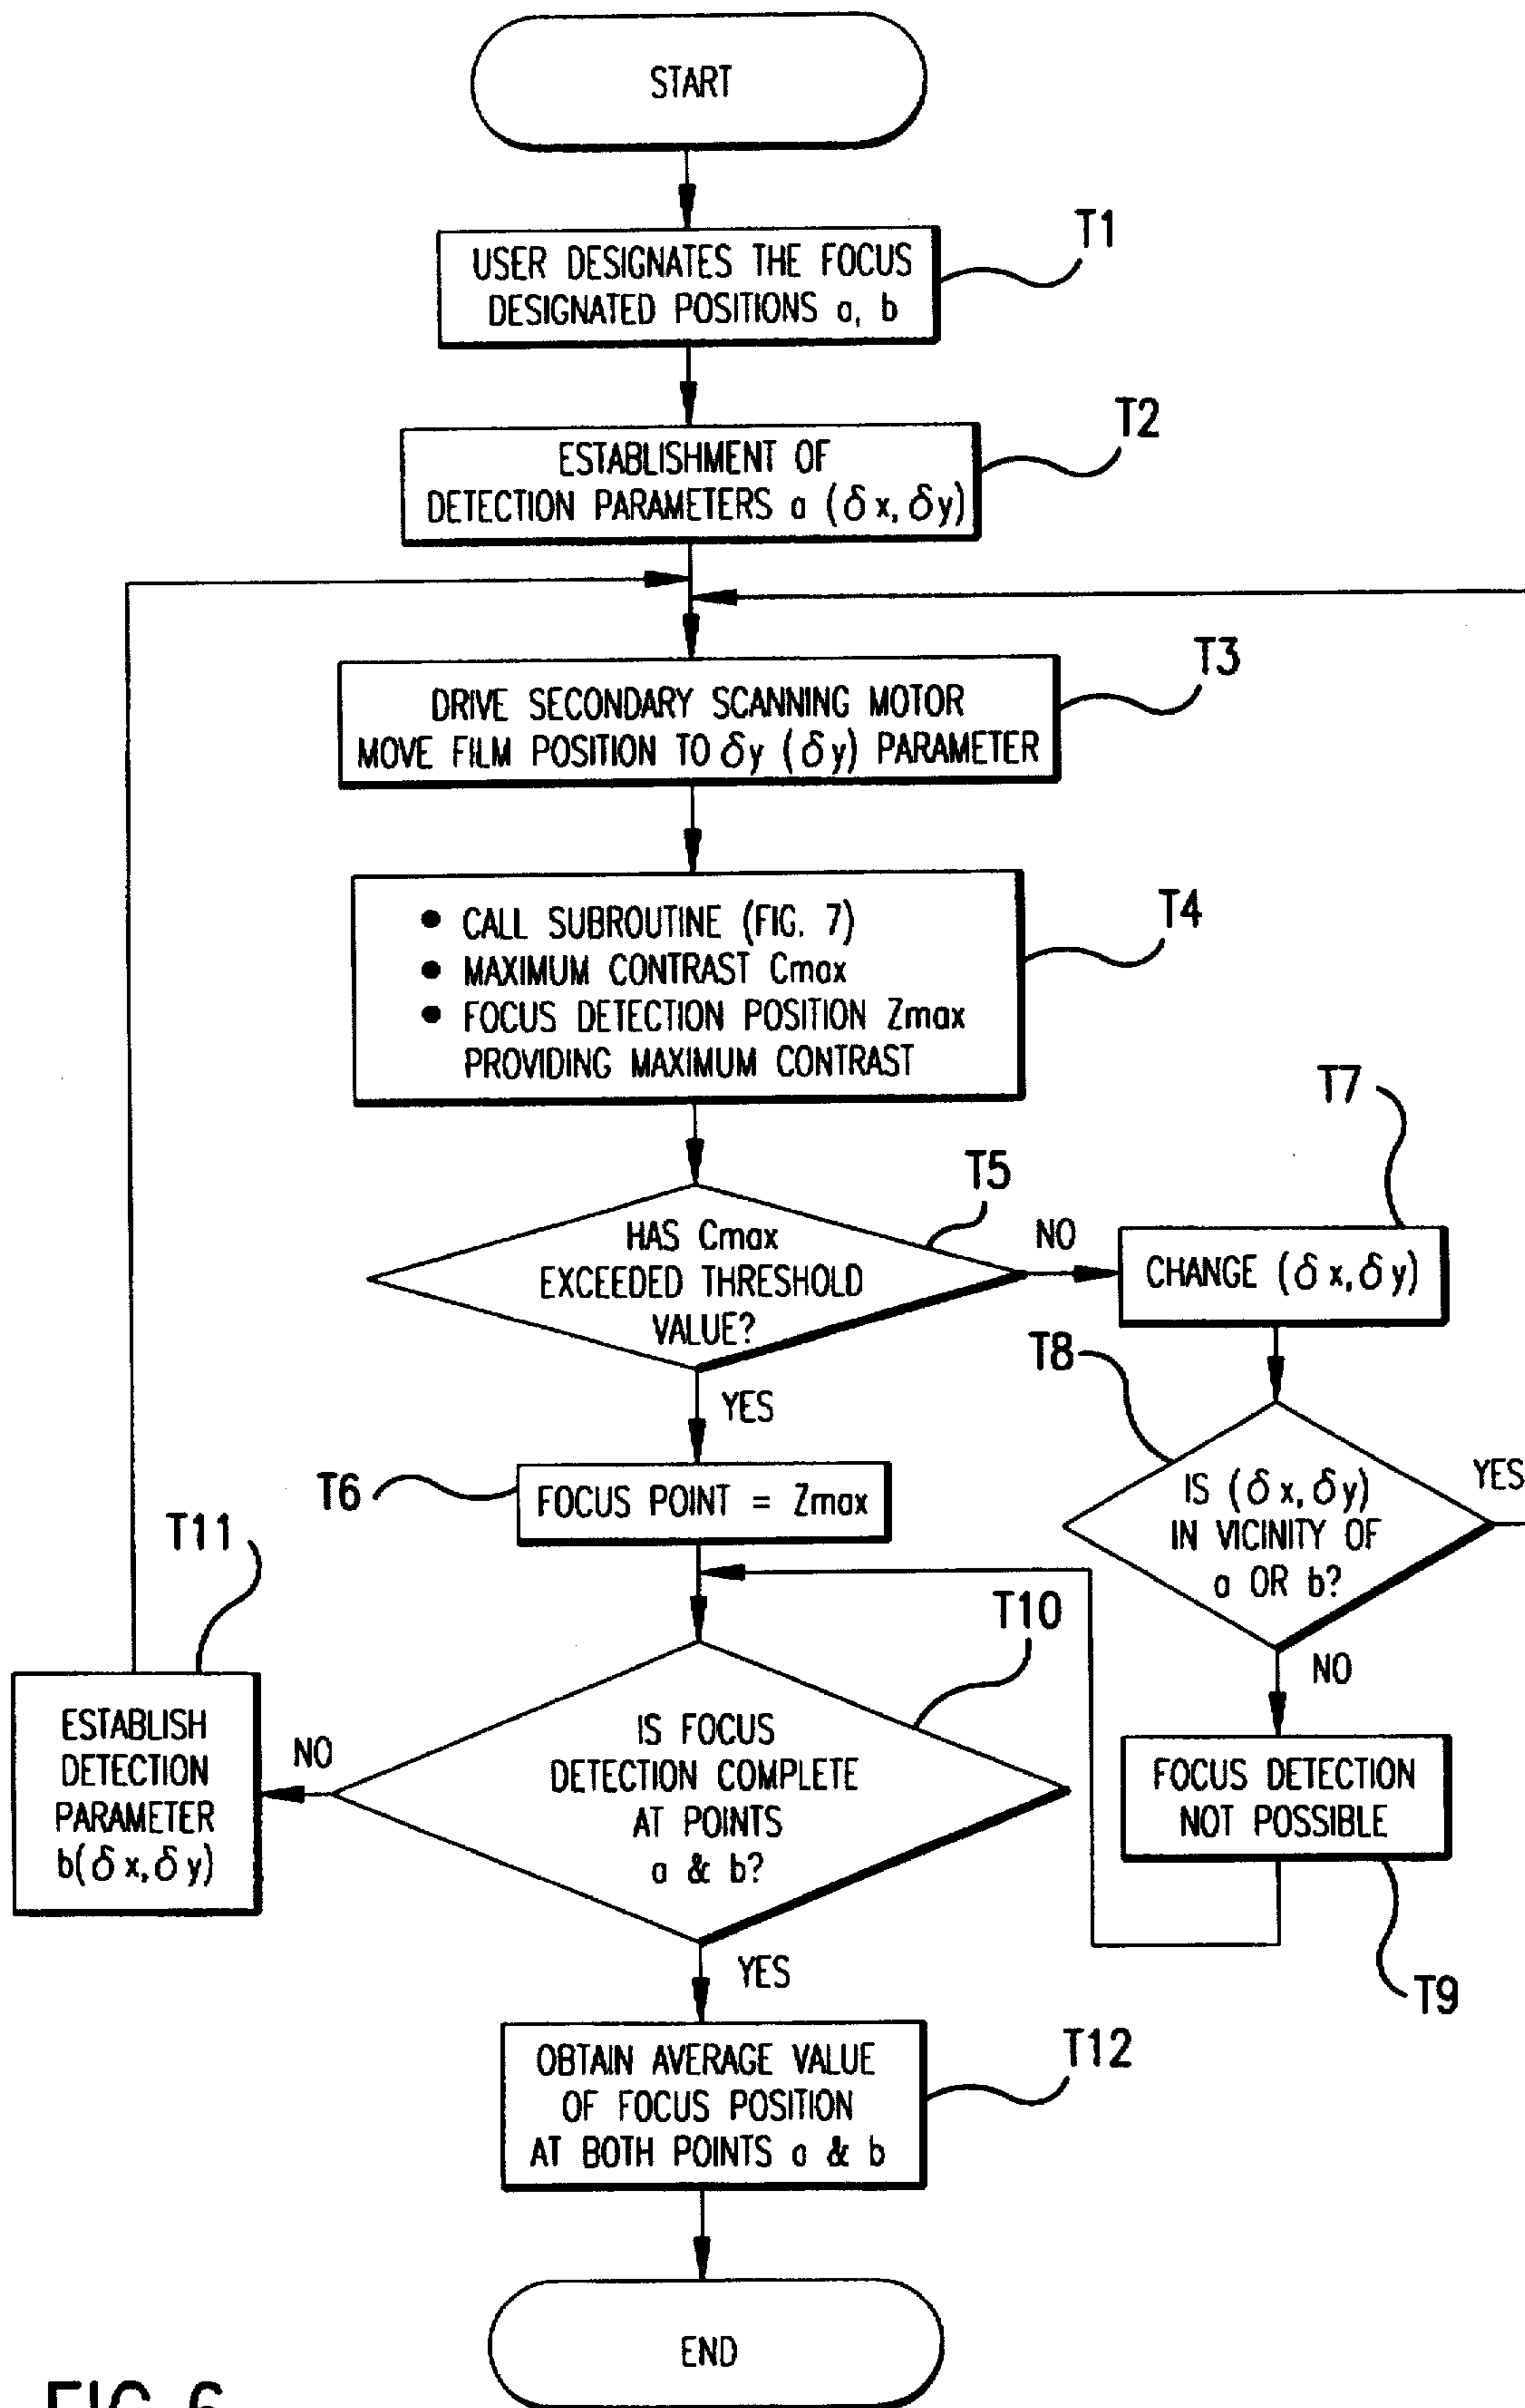 START
T1
USER DESIGNATES THE FOCUS
DESIGNATED POSITIONS a, b
T2
ESTABLISHMENT OF
DETECTION PARAMETERS a (δx, δy)
T3
DRIVE SECONDARY SCANNING MOTOR
MOVE FILM POSITION TO δy (δy) PARAMETER
T4
● CALL SUBROUTINE (FIG. 7)
● MAXIMUM CONTRAST Cmax
● FOCUS DETECTION POSITION Zmax
PROVIDING MAXIMUM CONTRAST
T5
HAS Cmax
EXCEEDED THRESHOLD
VALUE?
NO
T7
CHANGE (δx, δy)
YES
T6
FOCUS POINT = Zmax
T8
IS (δx, δy)
IN VICINITY OF
a OR b?
YES
NO
FOCUS DETECTION
NOT POSSIBLE
T9
T10
IS FOCUS
DETECTION COMPLETE
AT POINTS
a & b?
NO
T11
ESTABLISH
DETECTION
PARAMETER
b(δx, δy)
YES
T12
OBTAIN AVERAGE VALUE
OF FOCUS POSITION
AT BOTH POINTS a & b
END
FIG. 6